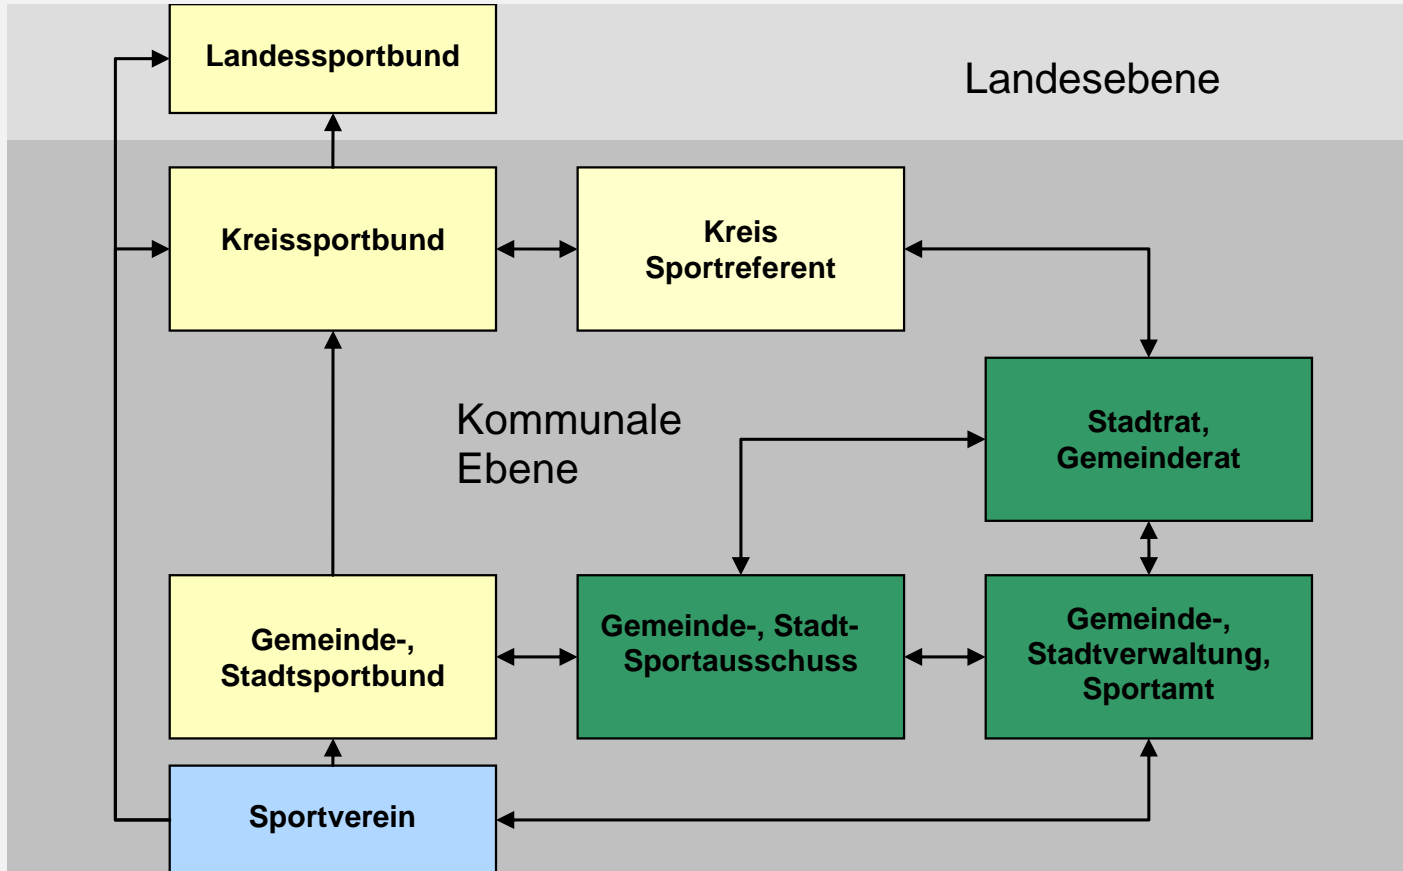 Landessportbund
Landesebene
Kreissportbund
Kreis
Sportreferent
Kommunale
Ebene
Stadtrat,
Gemeinderat
Gemeinde-,
Stadtsportbund
Gemeinde-, Stadt-
Sportausschuss
Gemeinde-,
Stadtverwaltung,
Sportamt
Sportverein